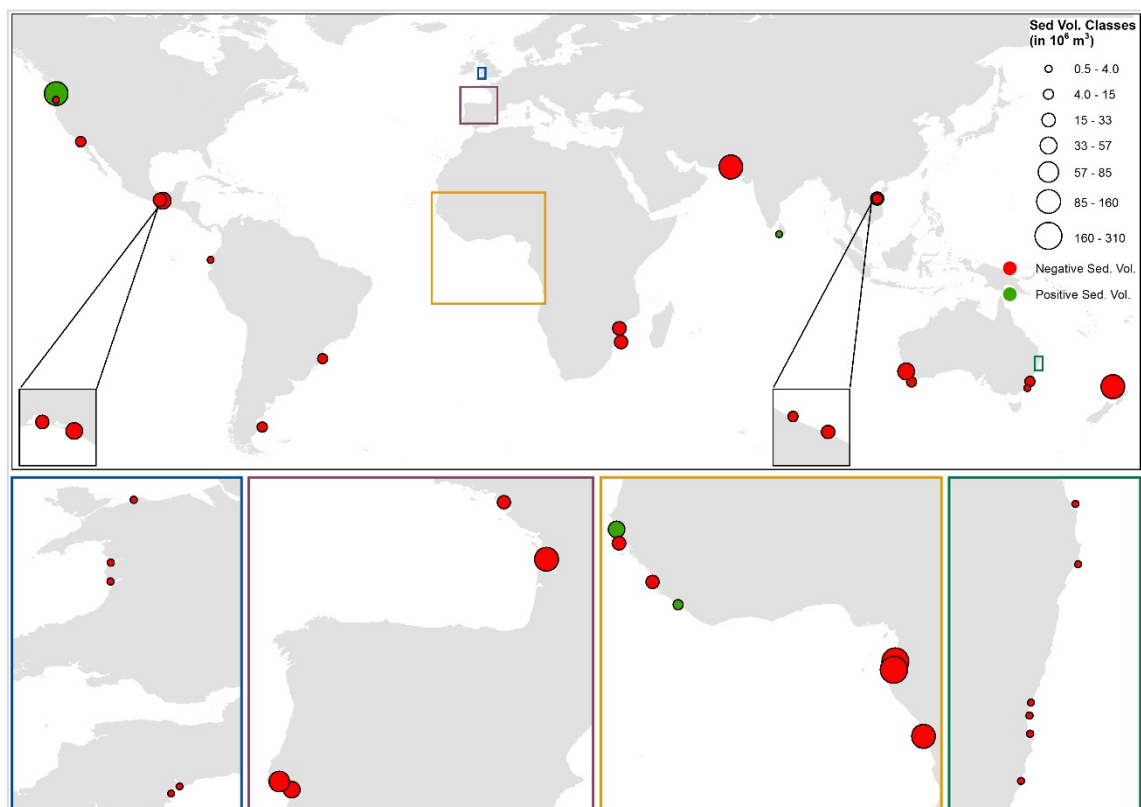 Sed Vol. Classes
(in 10⁶ m³)
0.5 - 4.0
4.0 - 15
15 - 33
33 - 57
57 - 85
85 - 160
160 - 310
Negative Sed. Vol.
Positive Sed. Vol.